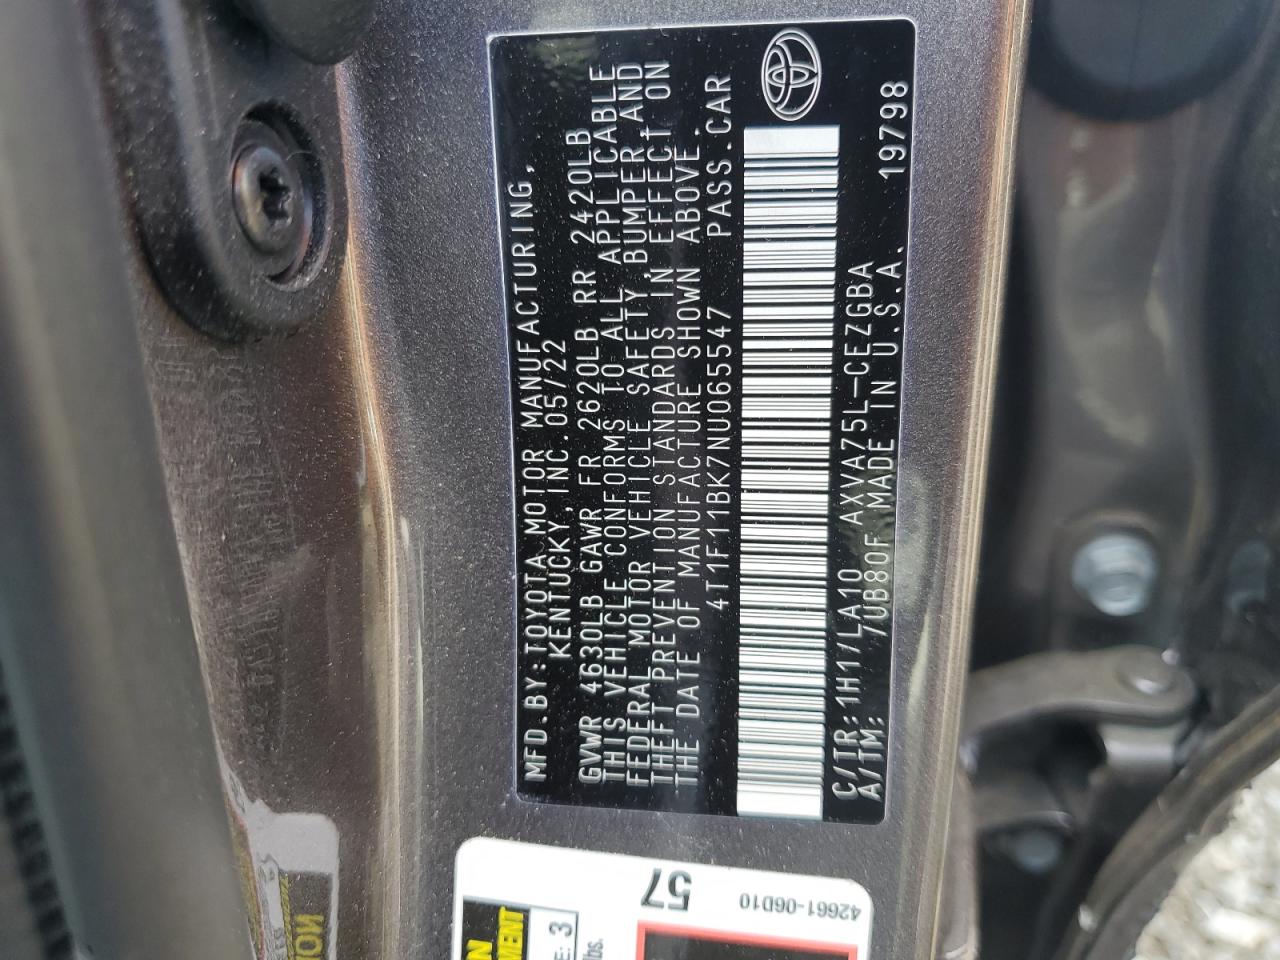 MFD.BY:TOYOTA MOTOR MANUFACTURING,
KENTUCKY,INC.05/22
GVWR 4630LB GAWR FR 2620LB RR 2420LB
THIS VEHICLE CONFORMS TO ALL APPLICABLE
FEDERAL MOTOR VEHICLE SAFETY,BUMPER,AND
THEFT PREVENTION STANDARDS IN EFFECT ON
THE DATE OF MANUFACTURE SHOWN ABOVE.
4T1F11BK7NU065547 PASS.CAR
C/TR:1H1/LA10 AXVA75L-CEZGBA
A/TM: /UB80F MADE IN U.S.A. 19798
57
42661-06D10
E: 3
lbs.